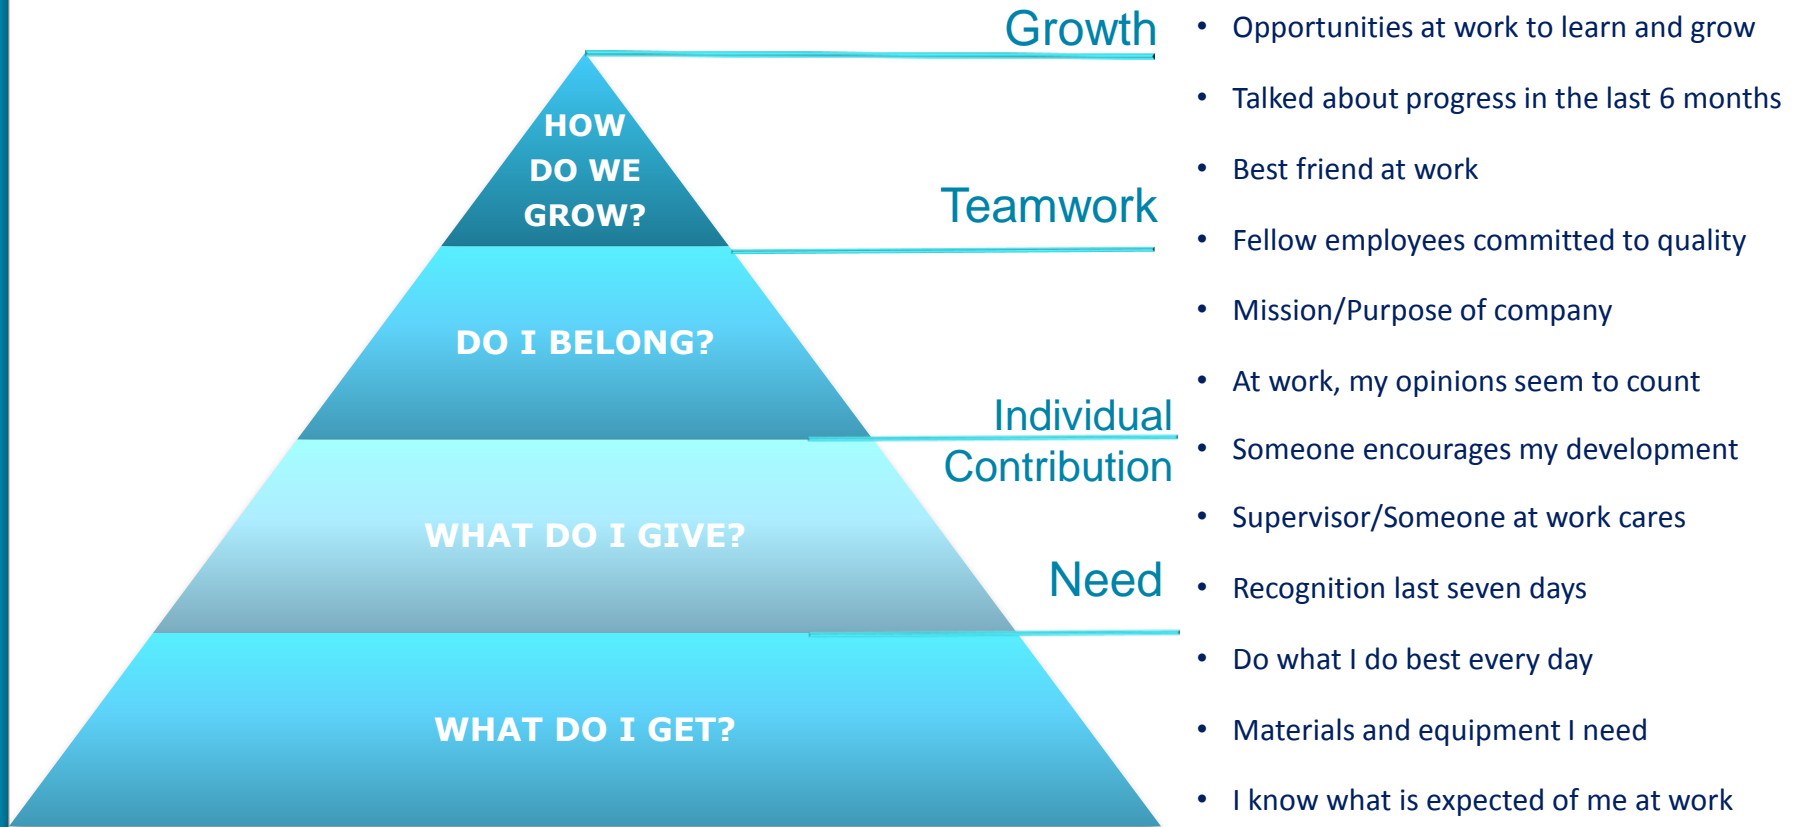 Growth
HOW
DO WE
GROW?
Teamwork
DO I BELONG?
Individual
Contribution
WHAT DO I GIVE?
Need
WHAT DO I GET?
• Opportunities at work to learn and grow
• Talked about progress in the last 6 months
• Best friend at work
• Fellow employees committed to quality
• Mission/Purpose of company
• At work, my opinions seem to count
• Someone encourages my development
• Supervisor/Someone at work cares
• Recognition last seven days
• Do what I do best every day
• Materials and equipment I need
• I know what is expected of me at work